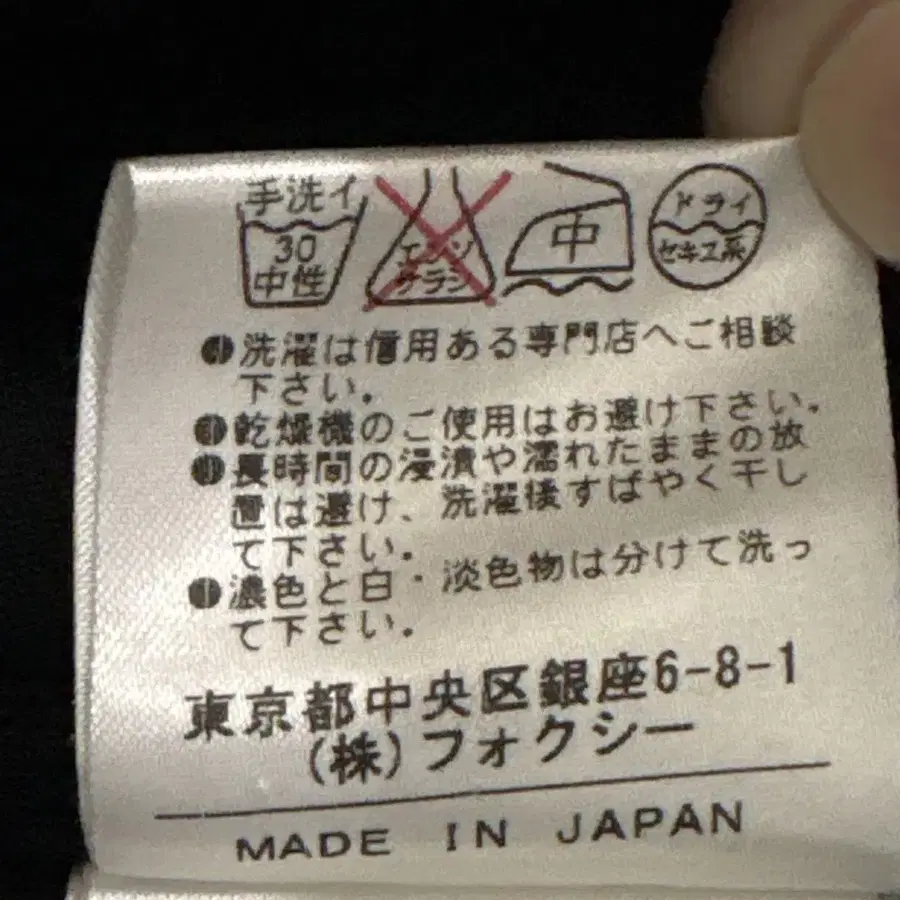 手洗イ
30
中性
エンソ
サラシ
中
ドライ
セキユ系
●洗濯は信用ある専門店へご相談
下さい。
●乾燥機のご使用はお避け下さい。
●長時間の浸漬や濡れたままの放
置は避け、洗濯後すばやく干し
て下さい。
●濃色と白・淡色物は分けて洗っ
て下さい。
東京都中央区銀座6-8-1
(株)フォクシー
MADE IN JAPAN